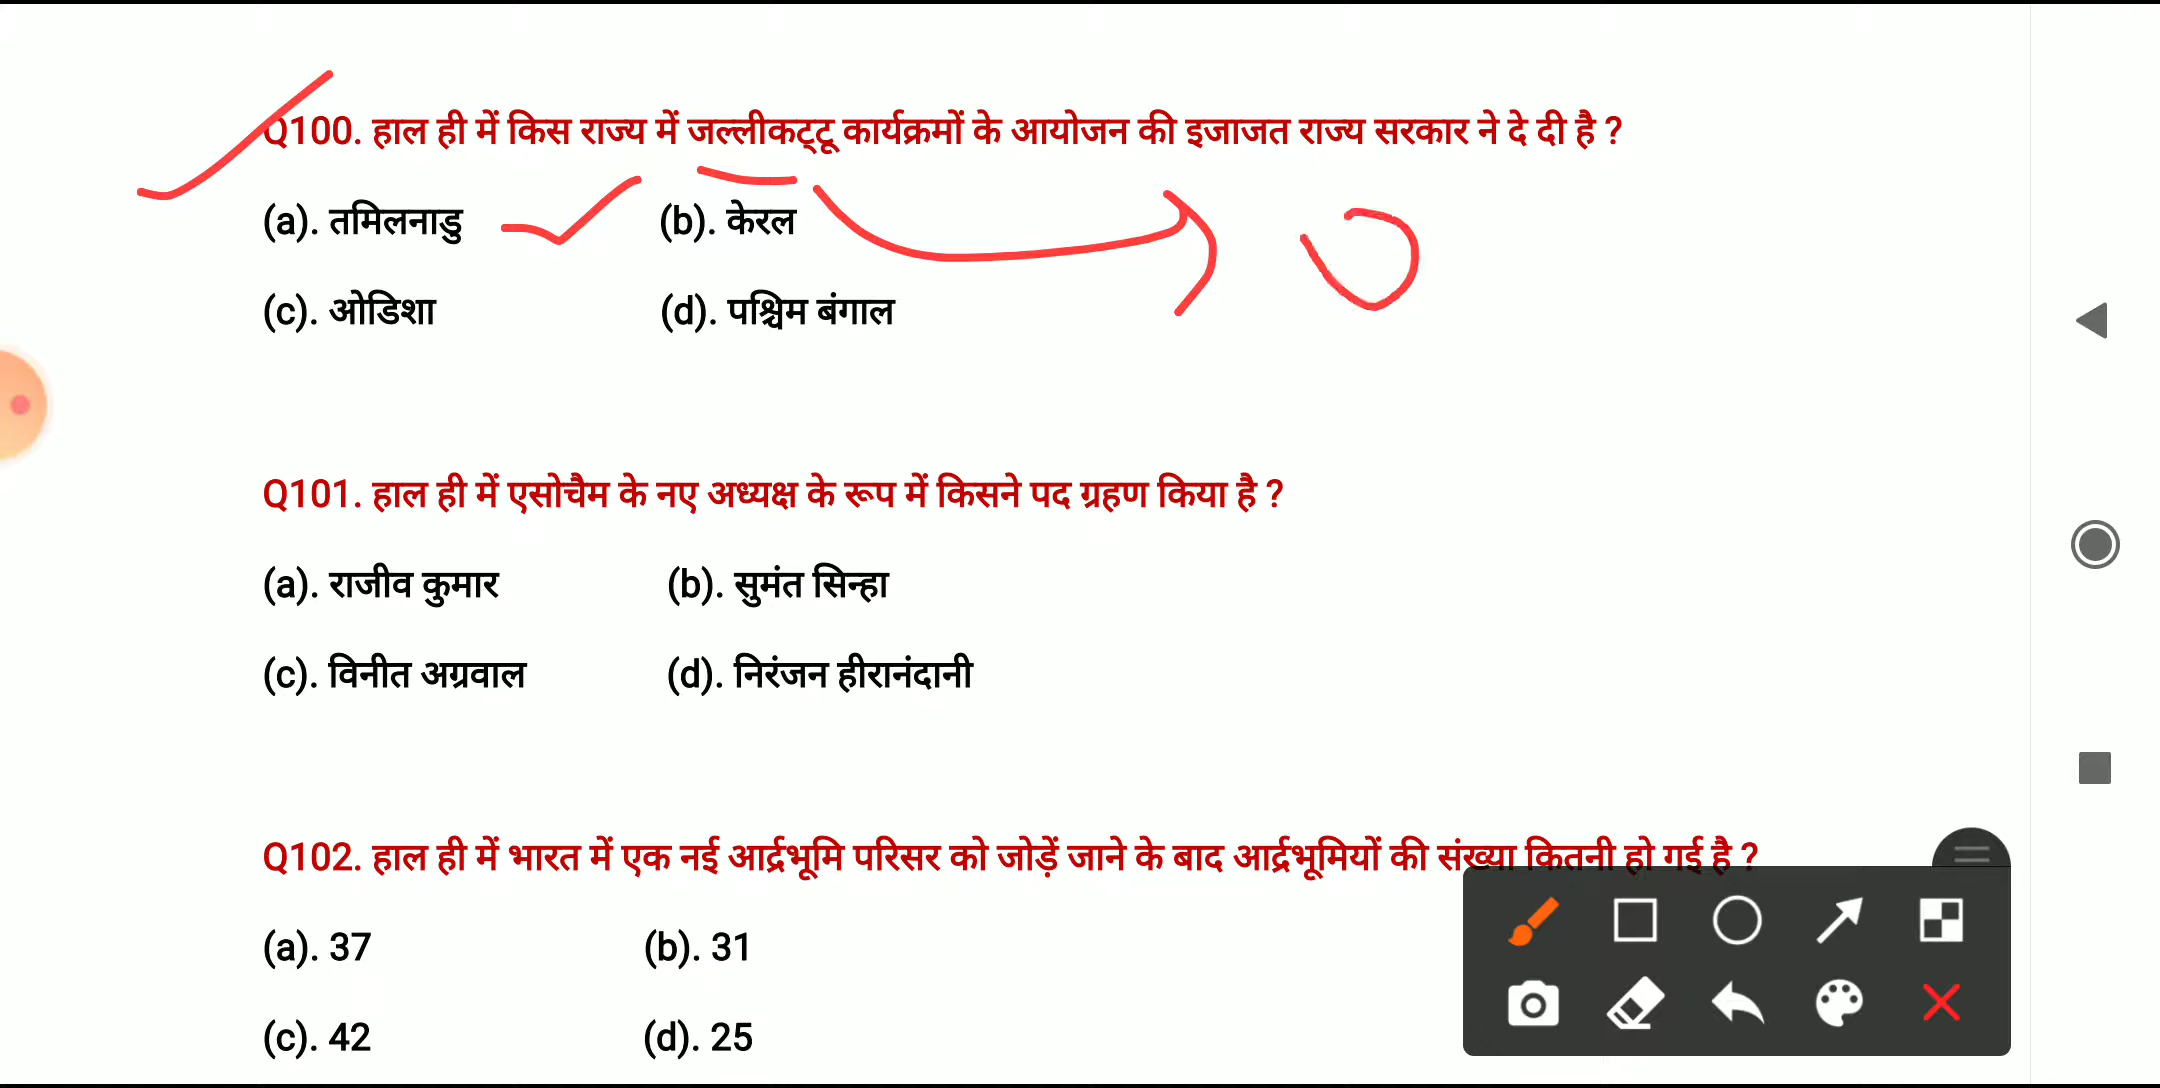 Q100. हाल ही में किस राज्य में जल्लीकट्टू कार्यक्रमों के आयोजन की इजाजत राज्य सरकार ने दे दी है ?
(a). तमिलनाडु (b). केरल
(c). ओडिशा (d). पश्चिम बंगाल
Q101. हाल ही में एसोचैम के नए अध्यक्ष के रूप में किसने पद ग्रहण किया है ?
(a). राजीव कुमार (b). सुमंत सिन्हा
(c). विनीत अग्रवाल (d). निरंजन हीरानंदानी
Q102. हाल ही में भारत में एक नई आर्द्रभूमि परिसर को जोड़ें जाने के बाद आर्द्रभूमियों की संख्या कितनी हो गई है ?
(a). 37 (b). 31
(c). 42 (d). 25